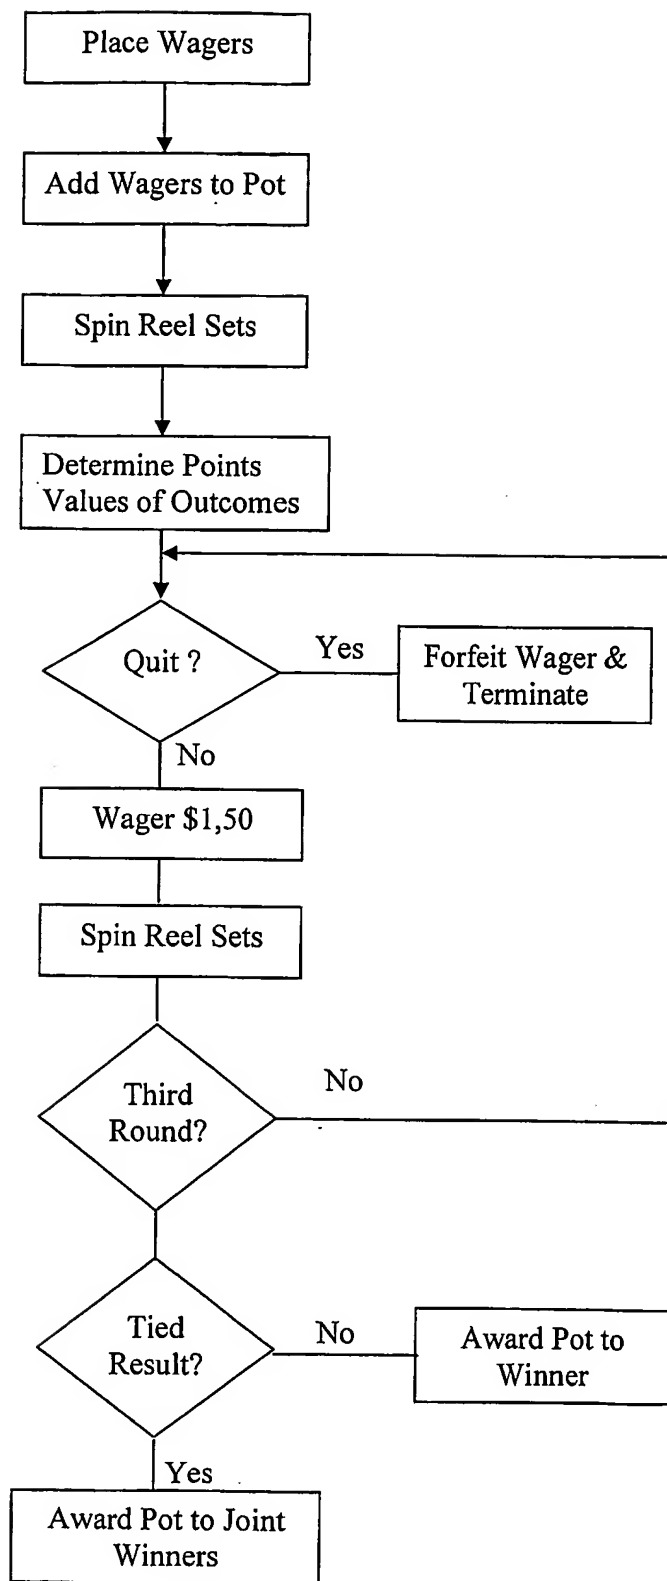 Place Wagers
Add Wagers to Pot
Spin Reel Sets
Determine Points
Values of Outcomes
Quit ?
Yes
Forfeit Wager &
Terminate
No
Wager $1,50
Spin Reel Sets
Third
Round?
No
Tied
Result?
No
Award Pot to
Winner
Yes
Award Pot to Joint
Winners